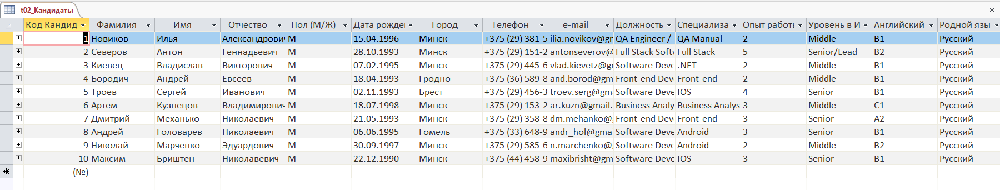 t02_Кандидаты
Код Кандид Фамилия Имя Отчество Пол (М/Ж) Дата рожде Город Телефон e-mail Должность Специализа Опыт работь Уровень в И Английский Родной язы
1 Новиков Илья Александрови М 15.04.1996 Минск +375 (29) 381-5 ilia.novikov@gr QA Engineer / QA Manual 2 Middle B1 Русский
2 Северов Антон Геннадьевич М 28.10.1993 Минск +375 (29) 151-2 antonseverov@ Full Stack Soft Full Stack 5 Senior/Lead B2 Русский
3 Киевец Владислав Викторович М 07.02.1995 Минск +375 (29) 445-6 vlad.kievetz@gr Software Deve .NET 2 Middle B1 Русский
4 Бородич Андрей Евсеев М 18.04.1993 Гродно +375 (36) 589-8 and.borod@gm Front-end Dev Front-end 2 Middle B1 Русский
5 Троев Сергей Иванович М 02.11.1993 Брест +375 (29) 456-3 troev.serg@gm Software Deve IOS 4 Senior B1 Русский
6 Артем Кузнецов Владимирович М 18.07.1998 Минск +375 (29) 153-2 ar.kuzn@gmail. Business Analy Business Analys 3 Middle C1 Русский
7 Дмитрий Механько Николаевич М 21.05.1993 Минск +375 (29) 358-8 dm.mehanko@ Front-end Dev Front-end 3 Senior A2 Русский
8 Андрей Головарев Николаевич М 06.06.1995 Гомель +375 (33) 648-9 andr_hol@gma Software Deve Android 3 Senior B1 Русский
9 Николай Марченко Эдуардович М 30.09.1997 Минск +375 (29) 585-6 n.marchenko@ Software Deve Android 2 Middle B2 Русский
10 Максим Бриштен Николавевич М 22.12.1990 Минск +375 (44) 458-9 maxibrisht@gm Software Deve IOS 3 Senior B1 Русский
(№)